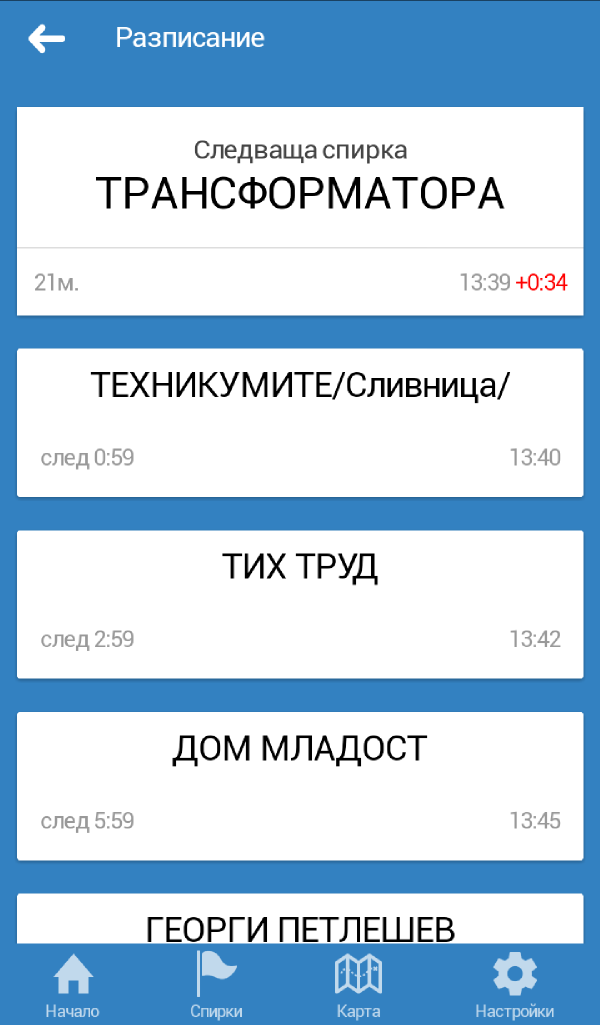 Разписание
Следваща спирка
ТРАНСФОРМАТОРА
21м. 13:39 +0:34
ТЕХНИКУМИТЕ/Сливница/
след 0:59 13:40
ТИХ ТРУД
след 2:59 13:42
ДОМ МЛАДОСТ
след 5:59 13:45
ГЕОРГИ ПЕТЛЕШЕВ
Начало Спирки Карта Настройки